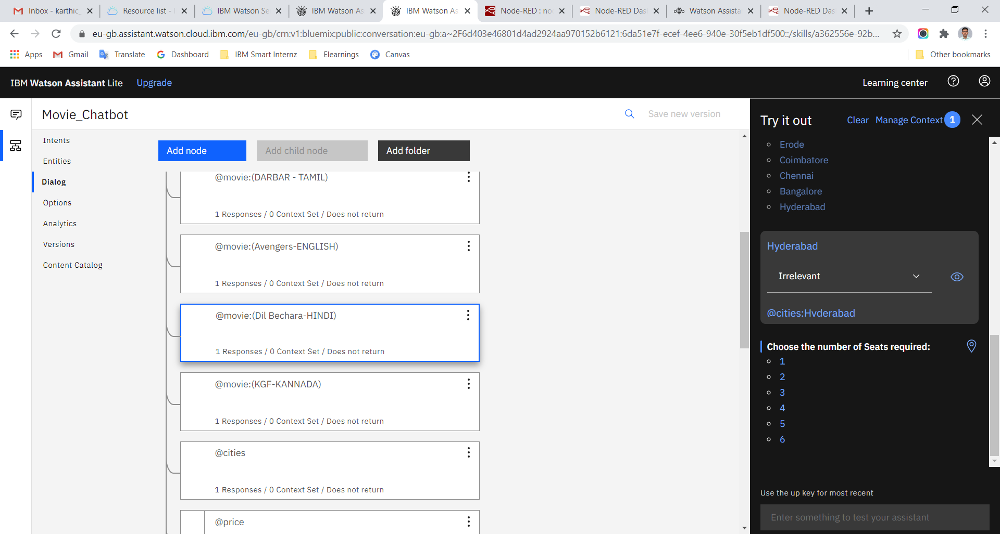 Inbox - karthic_
Resource list -
IBM Watson Se
IBM Watson As
IBM Watson As
Node-RED : no
Node-RED Das
Watson Assista
Node-RED Das
eu-gb.assistant.watson.cloud.ibm.com/eu-gb/crn:v1:bluemix:public:conversation:eu-gb:a~2F6d403e46801d4ad2924aa970152b6121:6da51e7f-ecef-4ee6-940e-30f5eb1df500::/skills/a362556e-92b...
Apps
Gmail
Translate
Dashboard
IBM Smart Internz
Elearnings
Canvas
Other bookmarks
IBM Watson Assistant Lite
Upgrade
Learning center
Movie_Chatbot
Save new version
Intents
Entities
Dialog
Options
Analytics
Versions
Content Catalog
Add node
Add child node
Add folder
@movie:(DARBAR - TAMIL)
1 Responses / 0 Context Set / Does not return
@movie:(Avengers-ENGLISH)
1 Responses / 0 Context Set / Does not return
@movie:(Dil Bechara-HINDI)
1 Responses / 0 Context Set / Does not return
@movie:(KGF-KANNADA)
1 Responses / 0 Context Set / Does not return
@cities
1 Responses / 0 Context Set / Does not return
@price
Try it out
Clear
Manage Context 1
Erode
Coimbatore
Chennai
Bangalore
Hyderabad
Hyderabad
Irrelevant
@cities:Hyderabad
Choose the number of Seats required:
1
2
3
4
5
6
Use the up key for most recent
Enter something to test your assistant